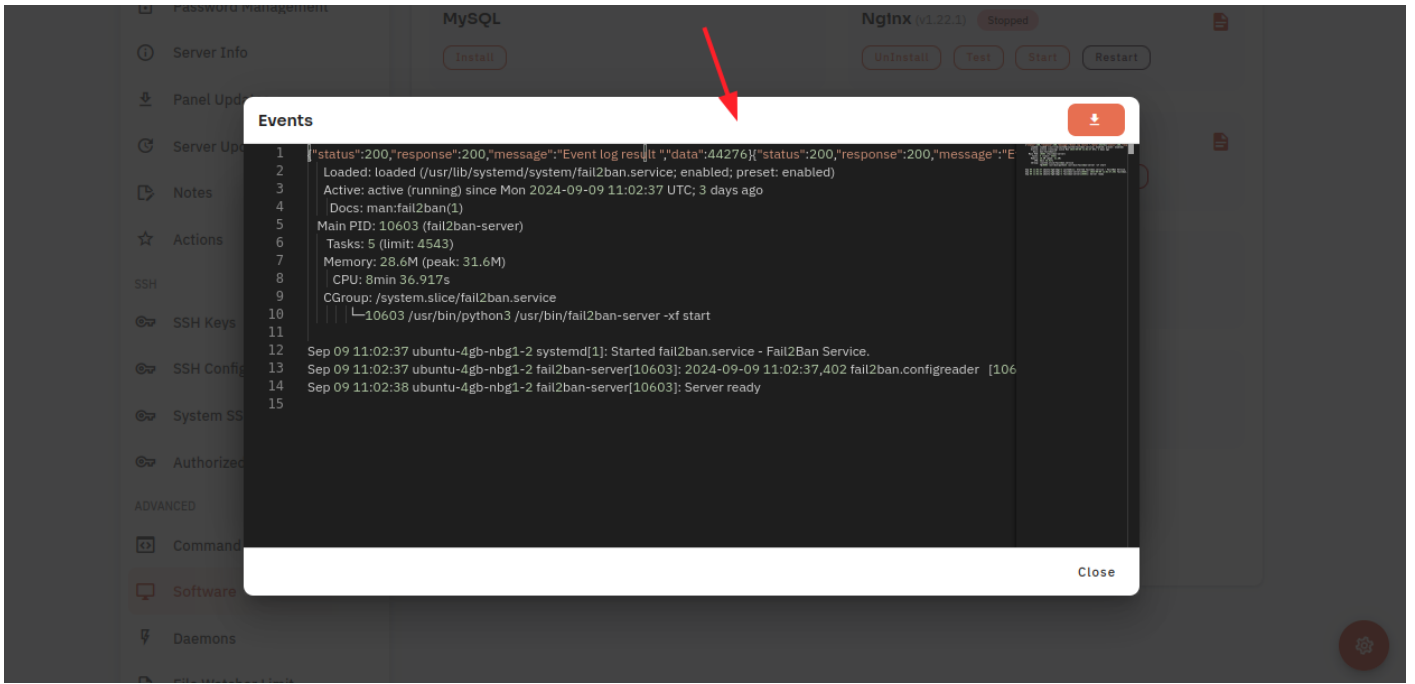 Password Management
Server Info
Panel Upd
Server Upd
Notes
Actions
SSH
SSH Keys
SSH Config
System SS
Authorized
ADVANCED
Command
Software
Daemons
File Watcher Limit
MySQL
Install
Nginx (v1.22.1) Stopped
UnInstall Test Start Restart
Events
1 {"status":200,"response":200,"message":"Event log result ","data":44276}{"status":200,"response":200,"message":"E
2 Loaded: loaded (/usr/lib/systemd/system/fail2ban.service; enabled; preset: enabled)
3 Active: active (running) since Mon 2024-09-09 11:02:37 UTC; 3 days ago
4 Docs: man:fail2ban(1)
5 Main PID: 10603 (fail2ban-server)
6 Tasks: 5 (limit: 4543)
7 Memory: 28.6M (peak: 31.6M)
8 CPU: 8min 36.917s
9 CGroup: /system.slice/fail2ban.service
10 └─10603 /usr/bin/python3 /usr/bin/fail2ban-server -xf start
11
12 Sep 09 11:02:37 ubuntu-4gb-nbg1-2 systemd[1]: Started fail2ban.service - Fail2Ban Service.
13 Sep 09 11:02:37 ubuntu-4gb-nbg1-2 fail2ban-server[10603]: 2024-09-09 11:02:37,402 fail2ban.configreader [106
14 Sep 09 11:02:38 ubuntu-4gb-nbg1-2 fail2ban-server[10603]: Server ready
15
Close